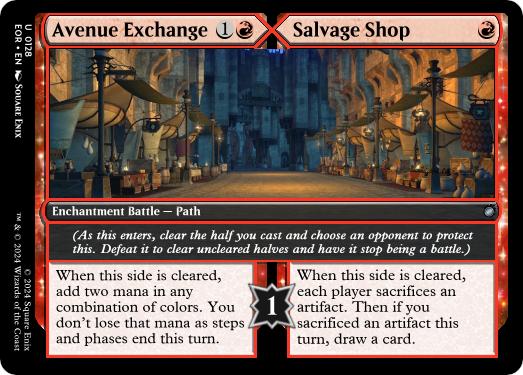 Avenue Exchange 1
Salvage Shop
U 0128
EOR • EN SQUARE ENIX
Enchantment Battle — Path
(As this enters, clear the half you cast and choose an opponent to protect
this. Defeat it to clear uncleared halves and have it stop being a battle.)
When this side is cleared,
add two mana in any
combination of colors. You
don't lose that mana as steps
and phases end this turn.
1
When this side is cleared,
each player sacrifices an
artifact. Then if you
sacrificed an artifact this
turn, draw a card.
© 2024 Square Enix
™ & © 2024 Wizards of the Coast